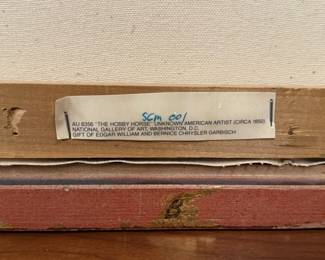 SCM 001
AU 8356 "THE HOBBY HORSE" UNKNOWN AMERICAN ARTIST (CIRCA 1850)
NATIONAL GALLERY OF ART, WASHINGTON, D.C.
GIFT OF EDGAR WILLIAM AND BERNICE CHRYSLER GARBISCH
B